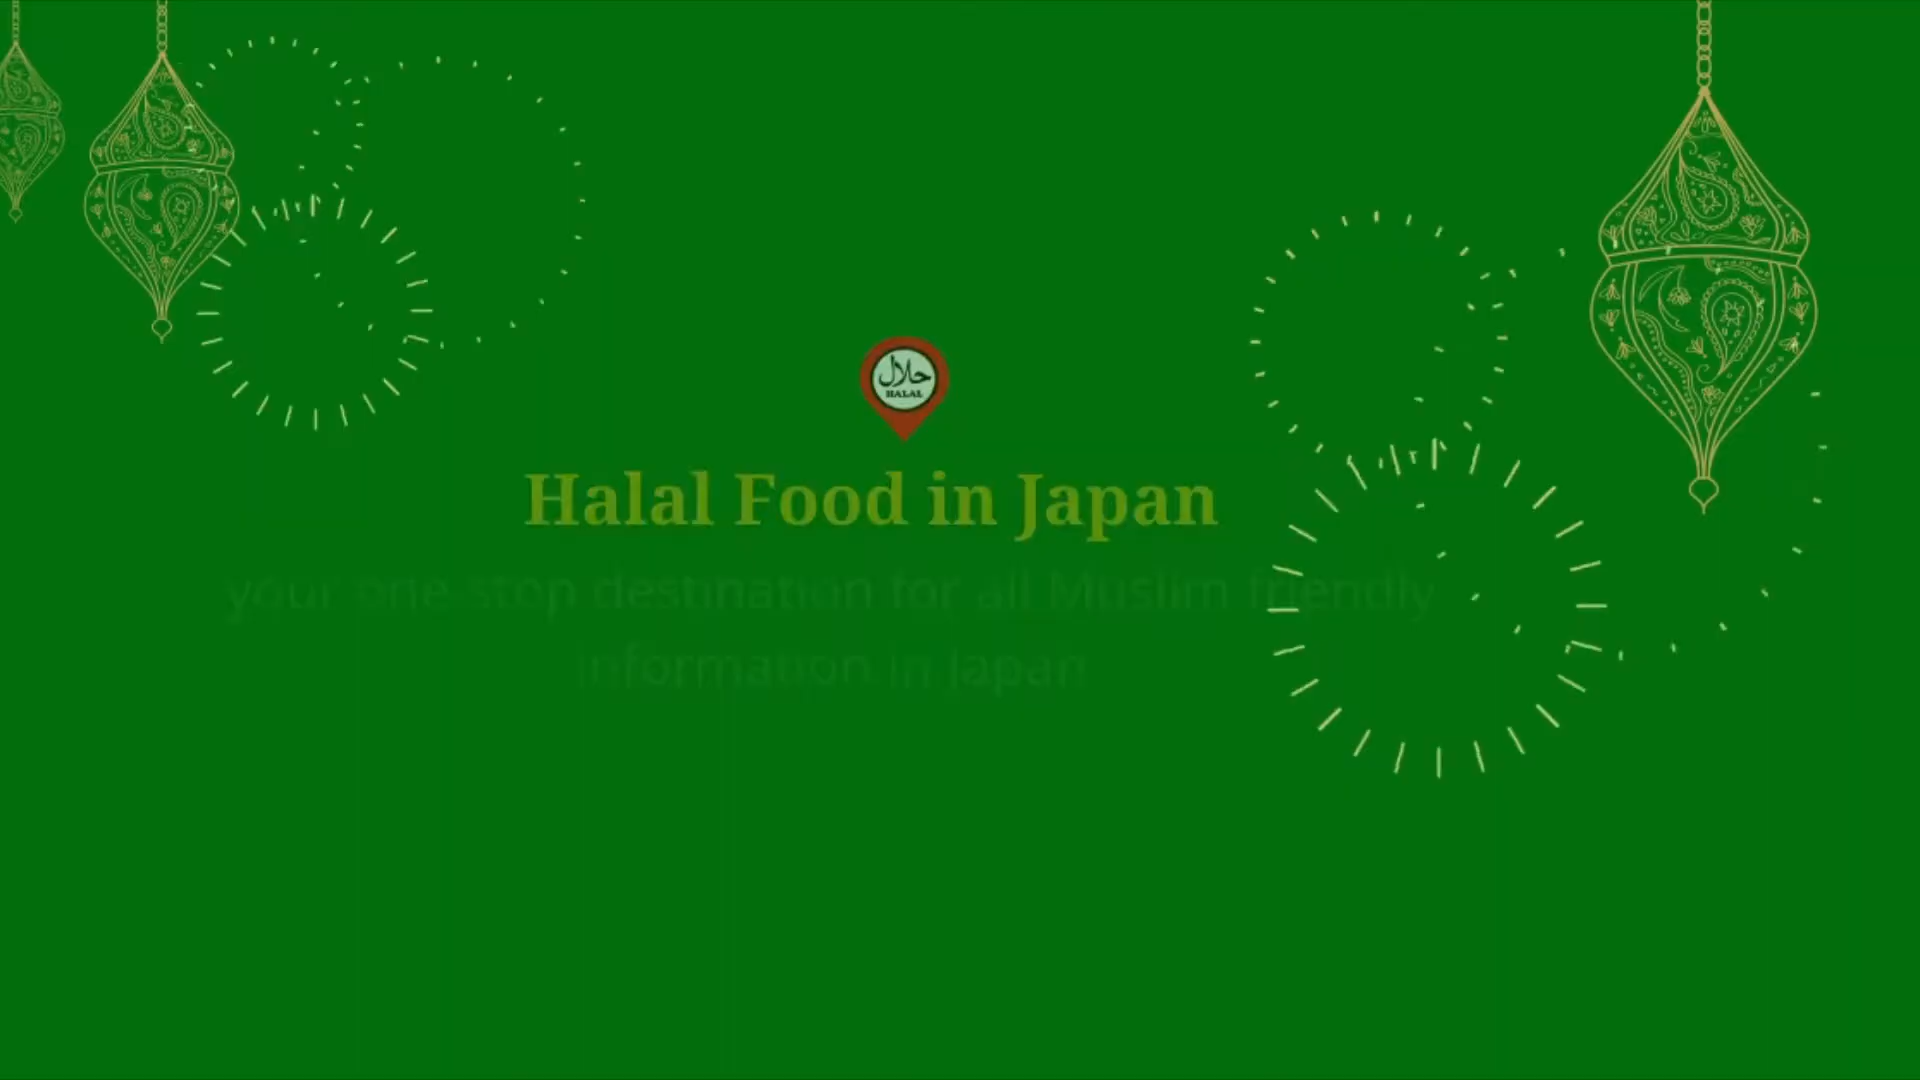 حلال
HALAL
Halal Food in Japan
your one-stop destination for all Muslim friendly
information in Japan